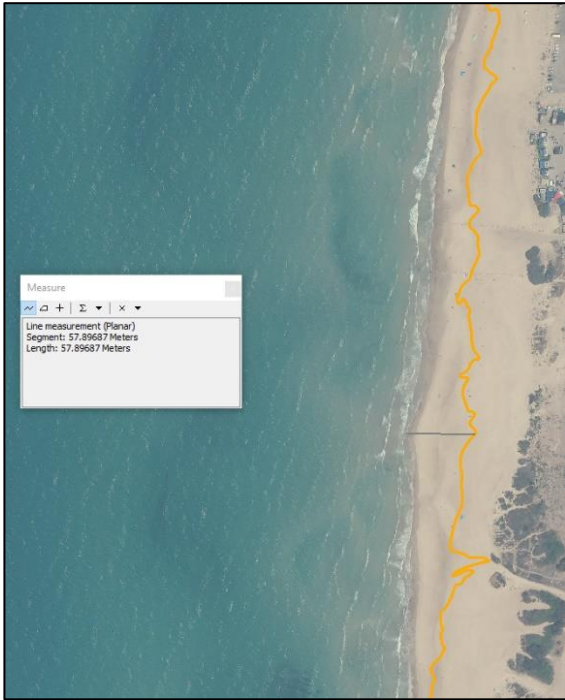 Measure
Line measurement (Planar)
Segment: 57.89687 Meters
Length: 57.89687 Meters